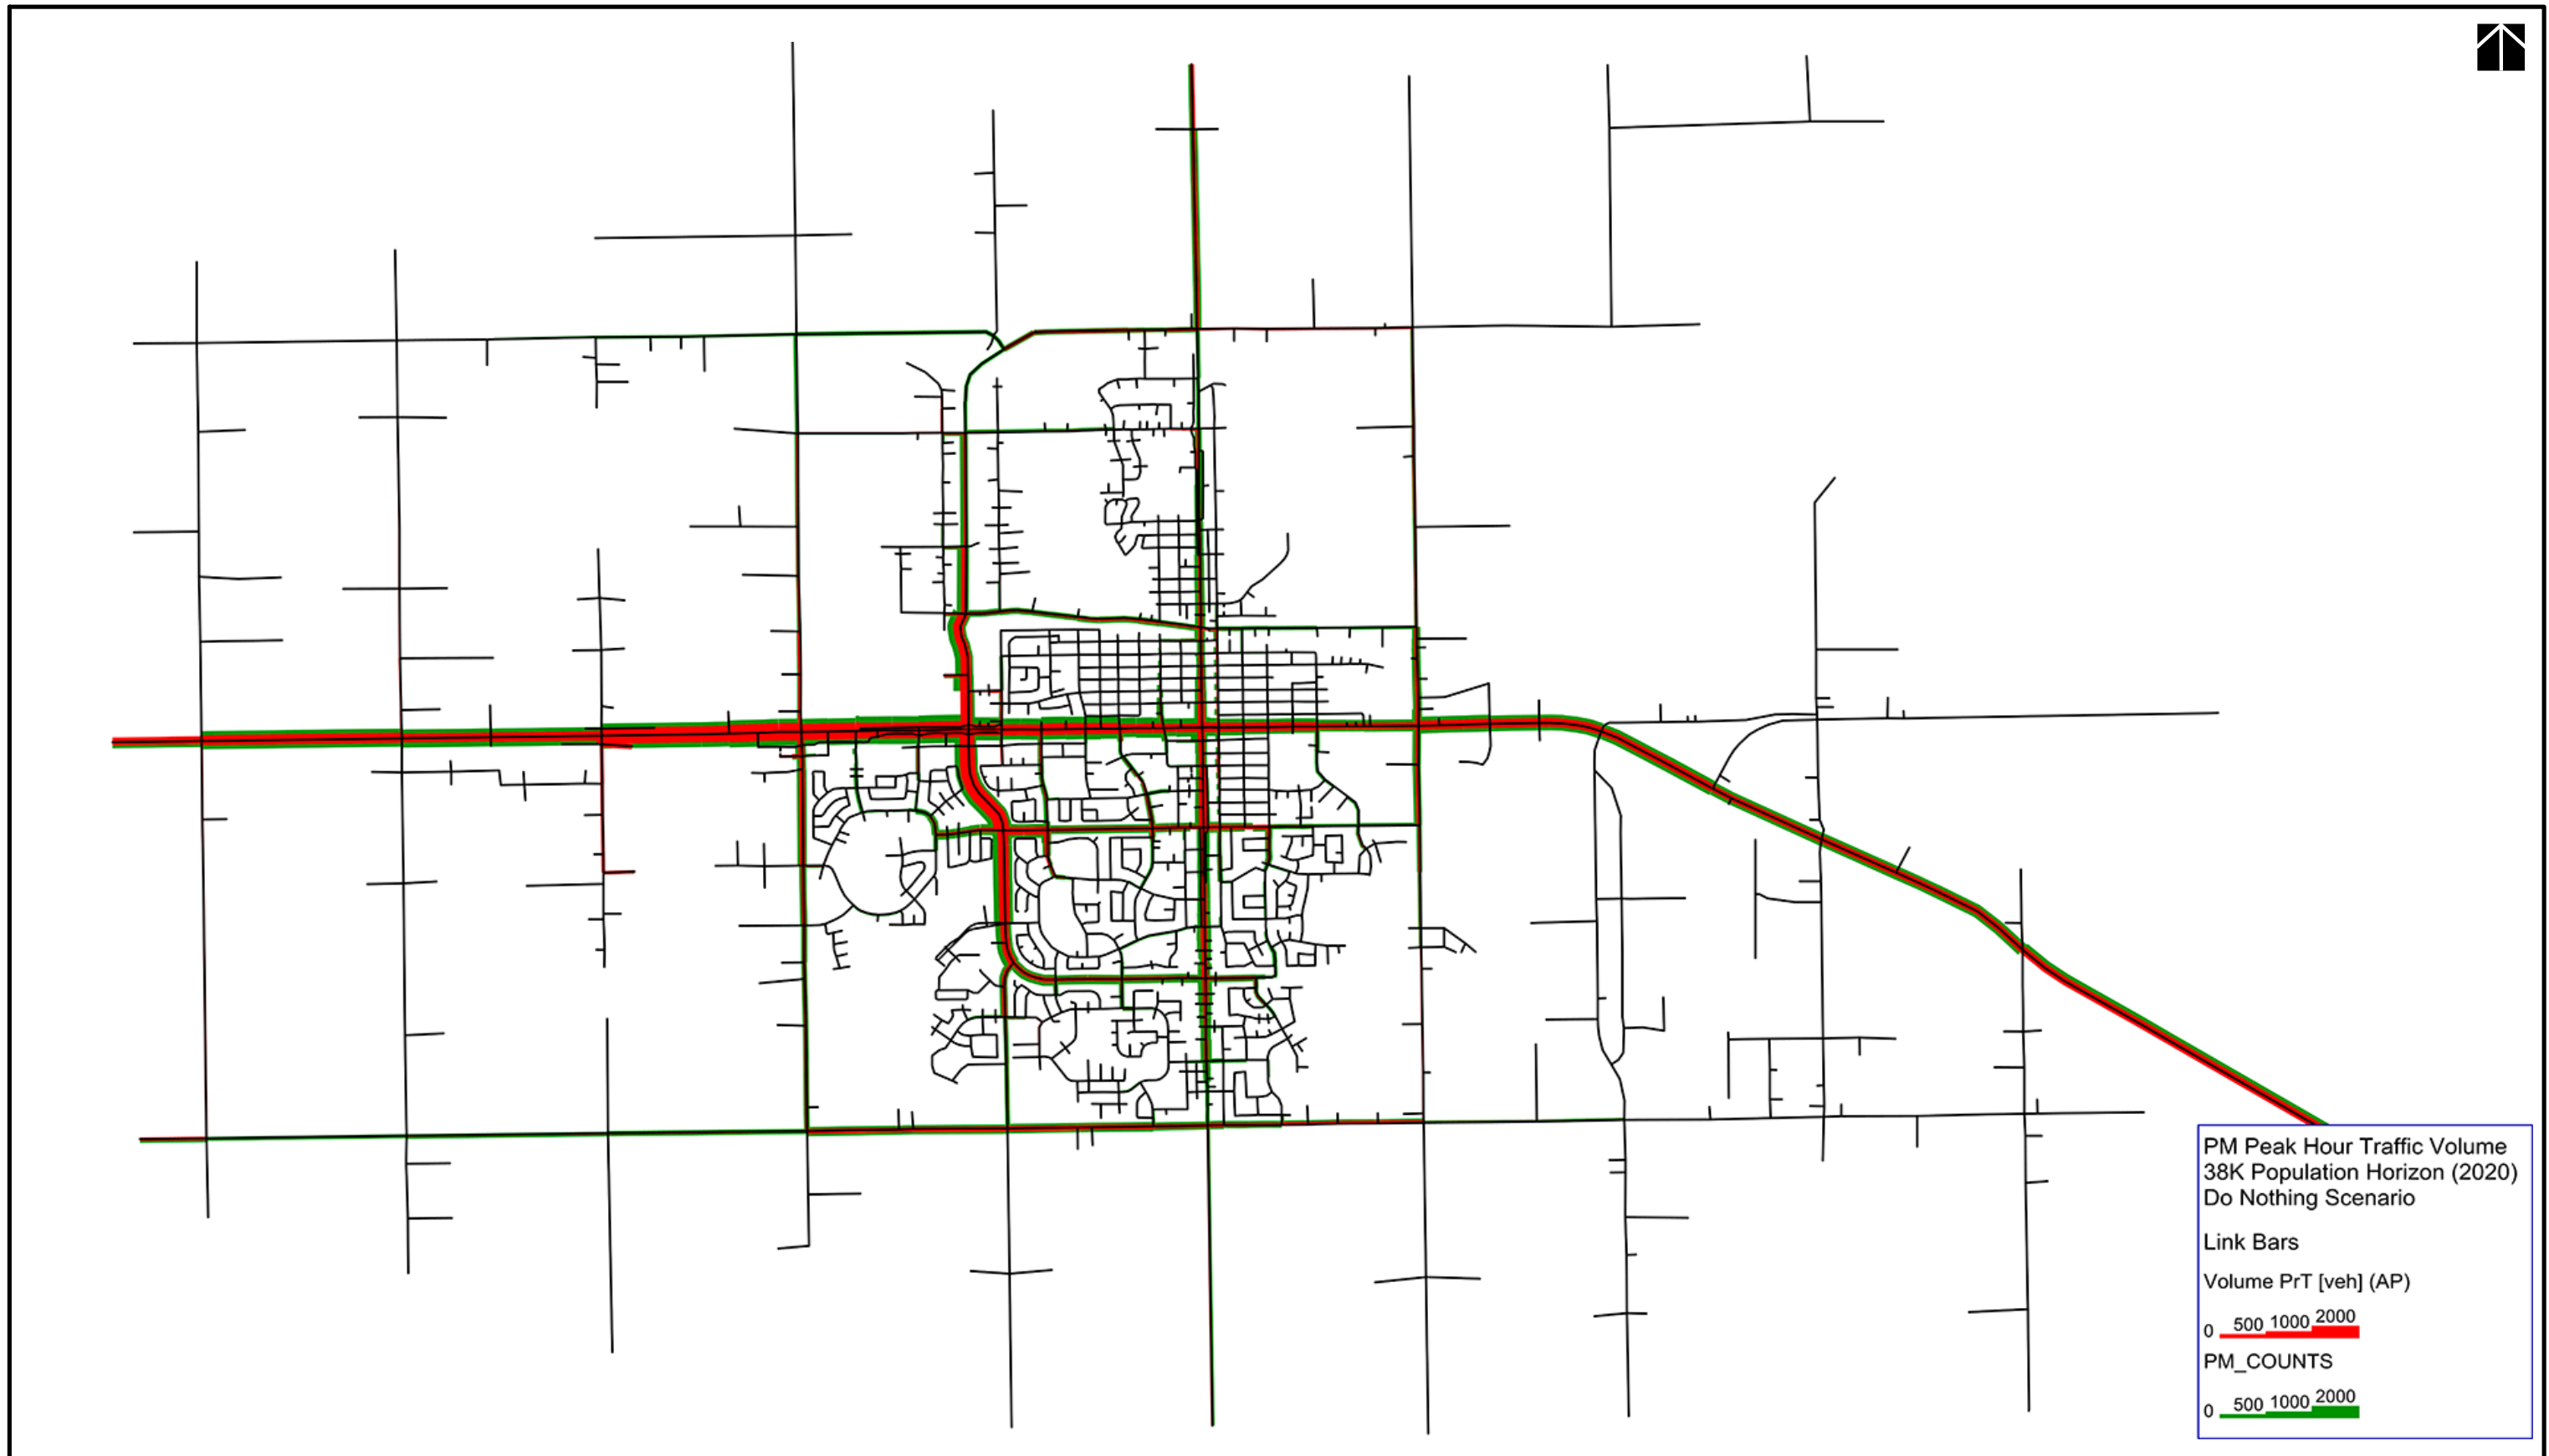 PM Peak Hour Traffic Volume
38K Population Horizon (2020)
Do Nothing Scenario
Link Bars
Volume PrT [veh] (AP)
0 500 1000 2000
PM_COUNTS
0 500 1000 2000